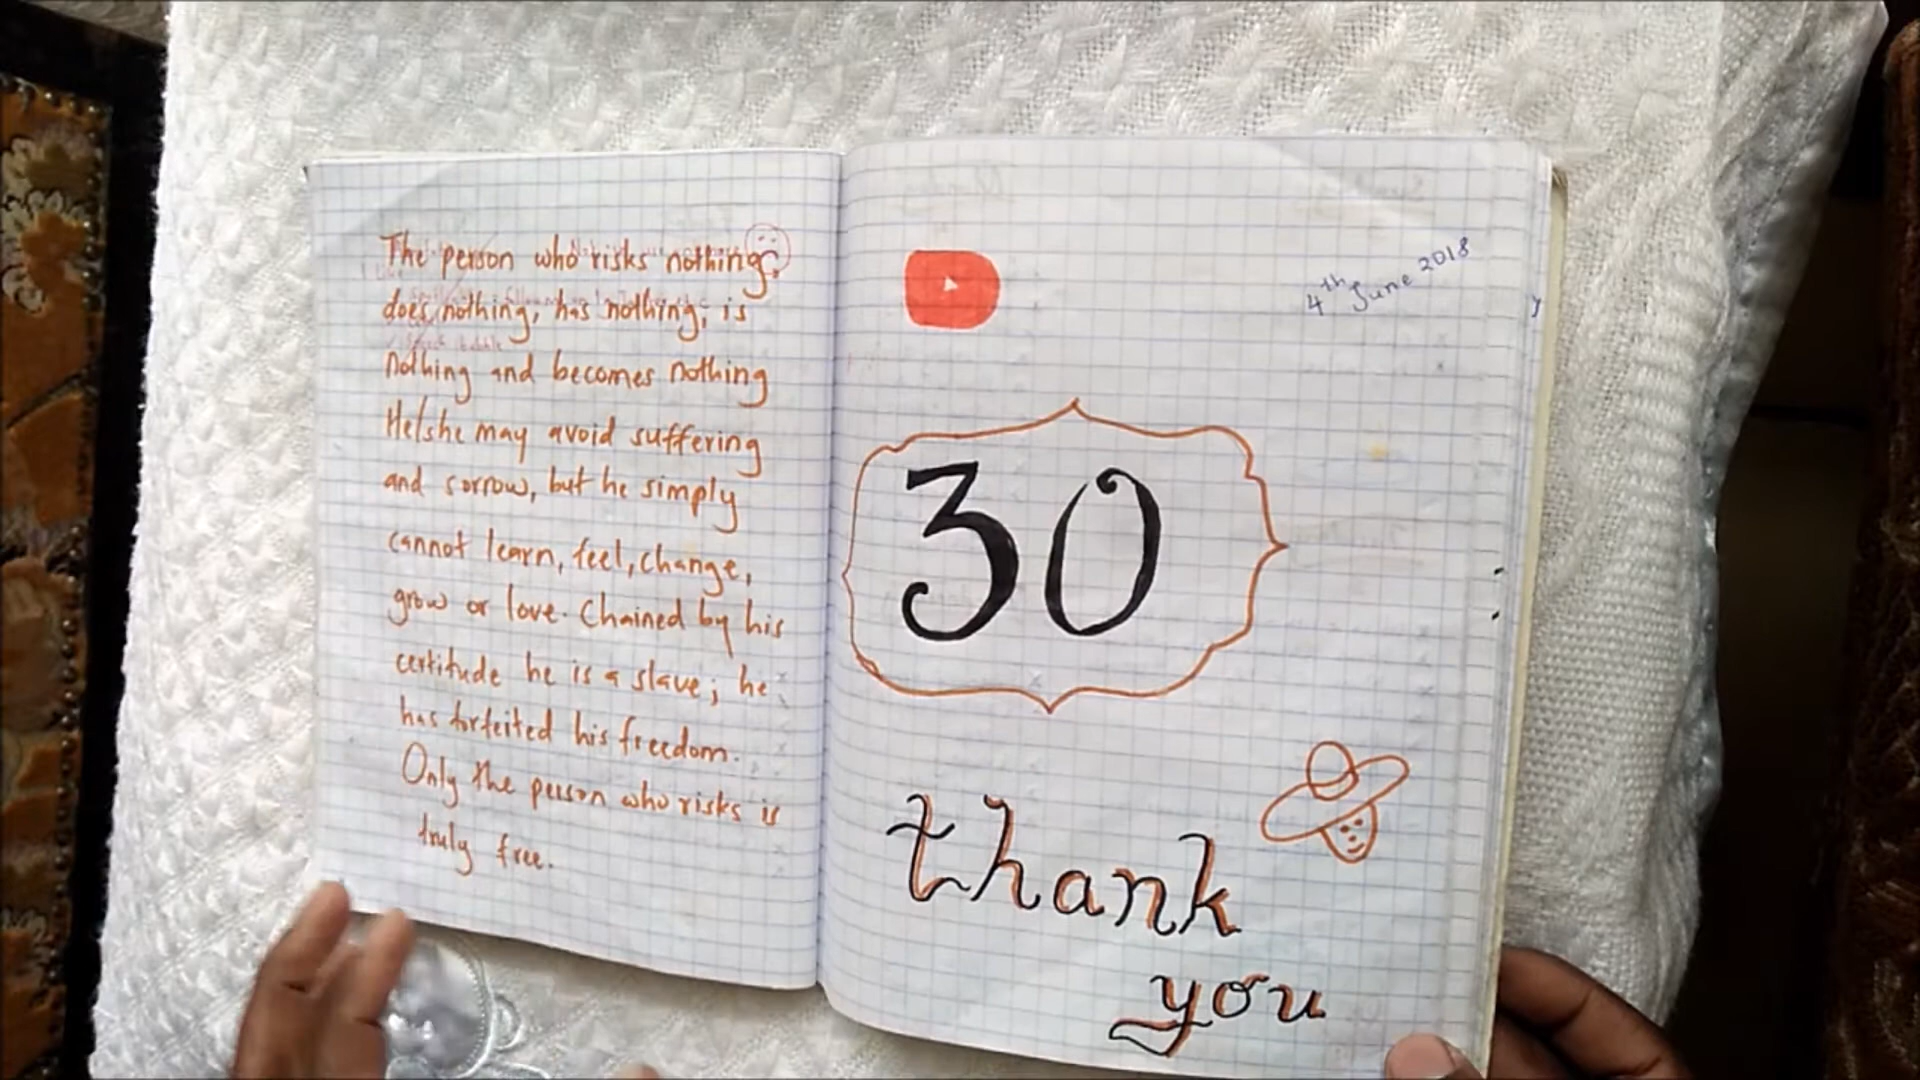 The person who risks nothing,
does nothing, has nothing, is
nothing and becomes nothing
He/she may avoid suffering
and sorrow, but he simply
cannot learn, feel, change,
grow or love. Chained by his
certitude he is a slave; he
has forfeited his freedom.
Only the person who risks is
truly free.
4th June 2018
30
thank
you